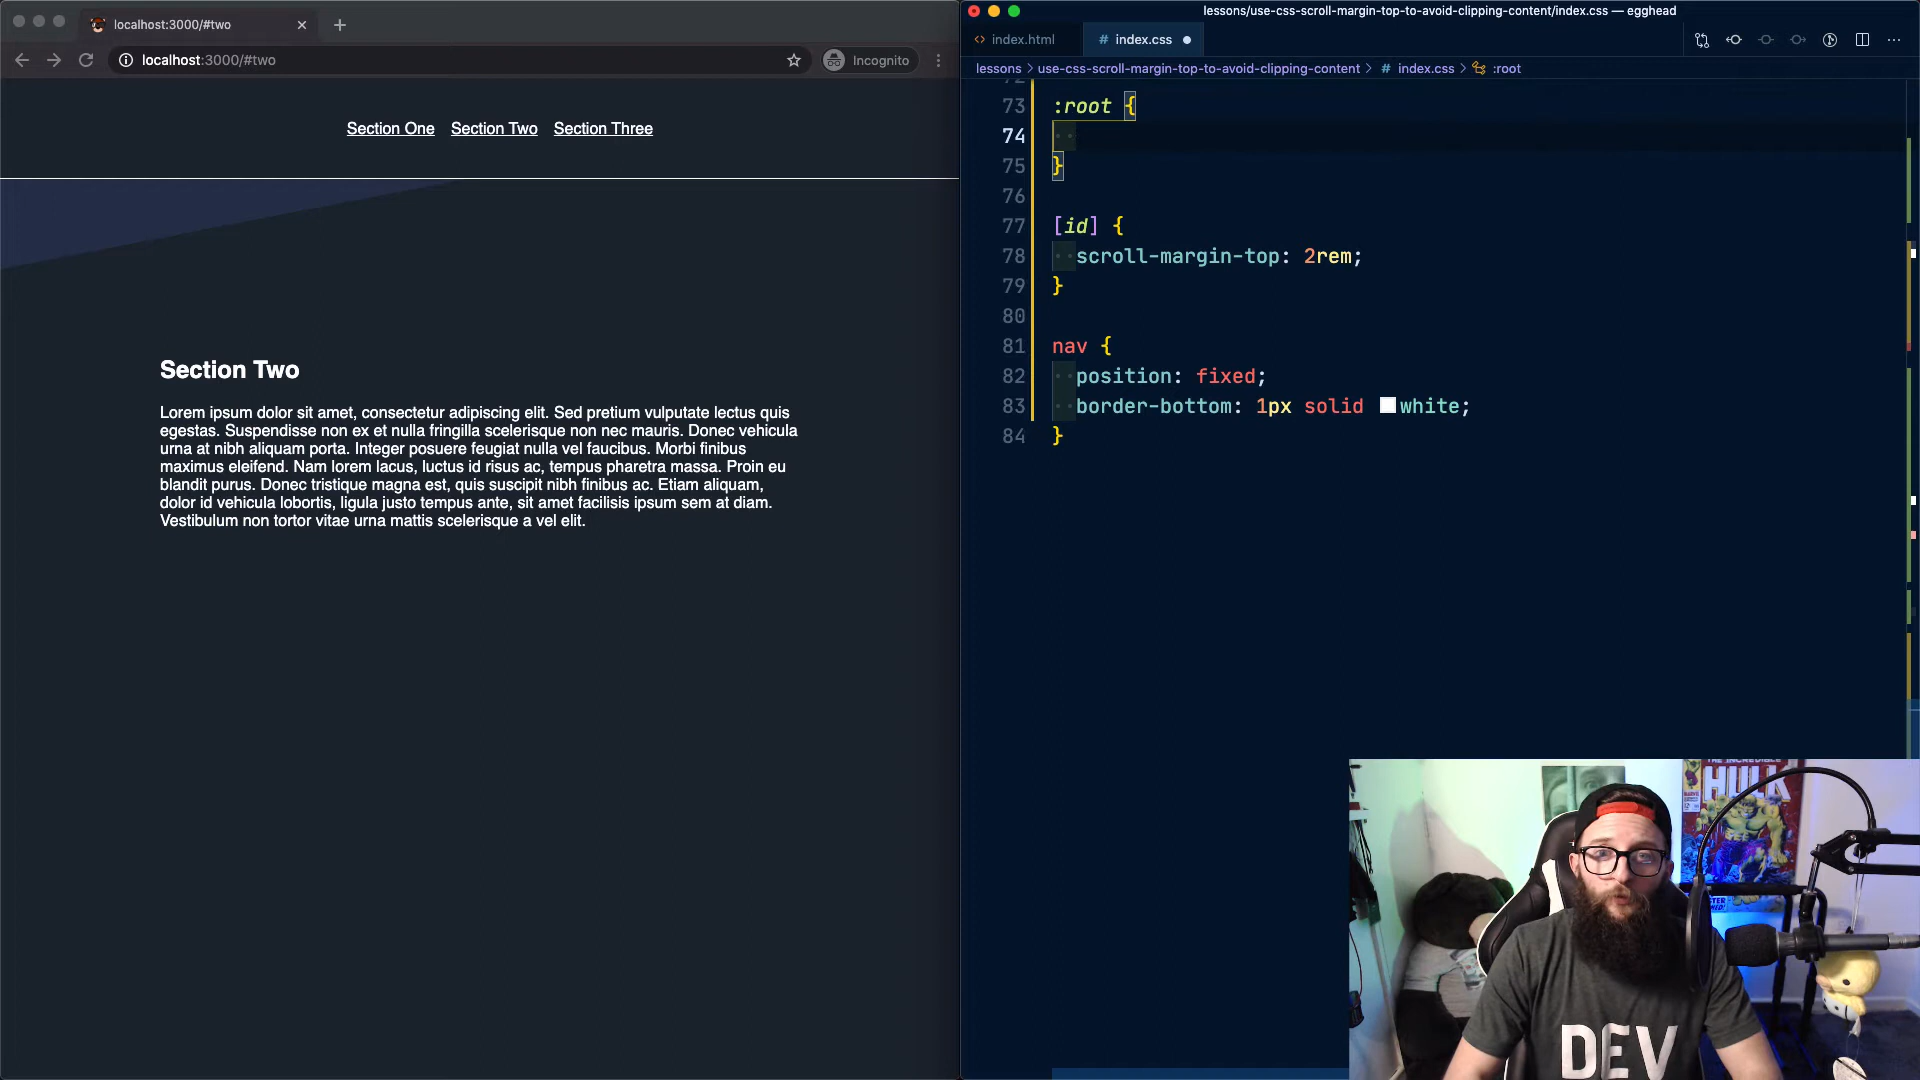 localhost:3000/#two
localhost:3000/#two
Incognito
Section One Section Two Section Three
Section Two
Lorem ipsum dolor sit amet, consectetur adipiscing elit. Sed pretium vulputate lectus quis
egestas. Suspendisse non ex et nulla fringilla scelerisque non nec mauris. Donec vehicula
urna at nibh aliquam porta. Integer posuere feugiat nulla vel faucibus. Morbi finibus
maximus eleifend. Nam lorem lacus, luctus id risus ac, tempus pharetra massa. Proin eu
blandit purus. Donec tristique magna est, quis suscipit nibh finibus ac. Etiam aliquam,
dolor id vehicula lobortis, ligula justo tempus ante, sit amet facilisis ipsum sem at diam.
Vestibulum non tortor vitae urna mattis scelerisque a vel elit.
lessons/use-css-scroll-margin-top-to-avoid-clipping-content/index.css — egghead
<> index.html # index.css
lessons > use-css-scroll-margin-top-to-avoid-clipping-content > # index.css > :root
72
73 :root {
74
75 }
76
77 [id] {
78 scroll-margin-top: 2rem;
79 }
80
81 nav {
82 position: fixed;
83 border-bottom: 1px solid white;
84 }
THE INCREDIBLE
HULK
DEV